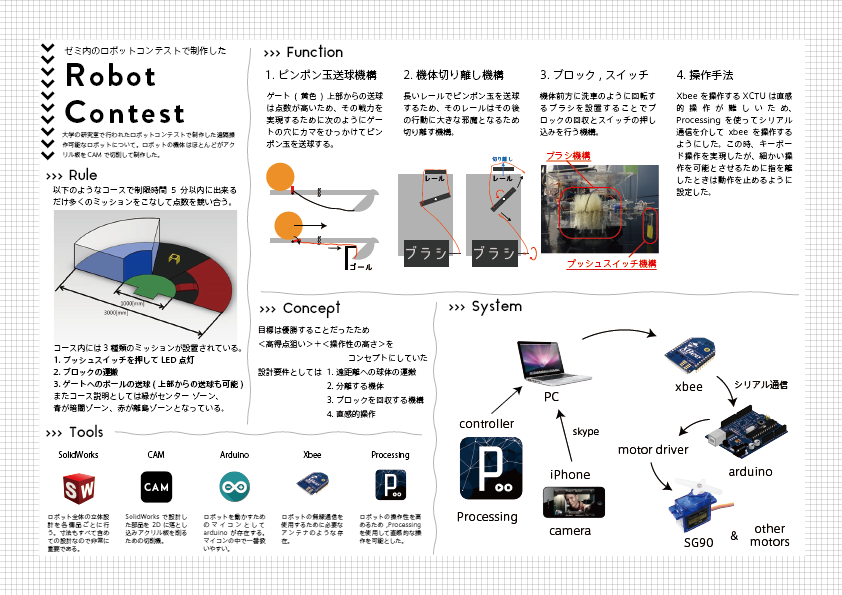 ゼミ内のロボットコンテストで制作した
Robot
Contest
大学の研究室で行われたロボットコンテストで制作した遠隔操
作可能なロボットについて。ロボットの機体はほとんどがアク
リル板を CAM で切削して制作した。
>>> Rule
以下のようなコースで制限時間 5 分以内に出来る
だけ多くのミッションをこなして点数を競い合う。
1000[mm]
3000[mm]
コース内には 3 種類のミッションが設置されている。
1. プッシュスイッチを押して LED 点灯
2. ブロックの運搬
3. ゲートへのボールの送球 ( 上部からの送球も可能 )
またコース説明としては緑がセンター ゾーン、
青が暗闇ゾーン、赤が離島ゾーンとなっている。
>>> Tools
SolidWorks
ロボット全体の立体設
計を各備品ごとに行
う。寸法もすべて含め
ての設計なので非常に
重要である。
CAM
CAM
SolidWorks で設計し
た部品を 2D に落とし
込みアクリル板を削る
ための切削機。
Arduino
ロボットを動かすため
のマイコンとして
arduino が存在する。
マイコンの中で一番扱
いやすい。
Xbee
ロボットの無線通信を
使用するために必要な
アンテナのような存
在。
Processing
P
ロボットの操作性を高
めるため ,Processing
を使用して直感的な操
作を可能とした。
>>> Function
1. ピンポン玉送球機構
ゲート ( 黄色 ) 上部からの送球
は点数が高いため、その戦力を
実現するために次のようにゲー
トの穴にカマをひっかけてピン
ポン玉を送球する。
ゴール
2. 機体切り離し機構
長いレールでピンポン玉を送球
するため、そのレールはその後
の行動に大きな邪魔となるため
切り離す機構。
レール
ブラシ
切り離し
レール
ブラシ
3. ブロック , スイッチ
機体前方に洗車のように回転す
るブラシを設置することでブ
ロックの回収とスイッチの押し
込みを行う機構。
ブラシ機構
プッシュスイッチ機構
4. 操作手法
Xbee を操作する XCTU は直感
的操作が難しいため、
Processing を使ってシリアル
通信を介して xbee を操作する
ようにした。この時、キーボー
ド操作を実現したが、細かい操
作を可能とさせるために指を離
したときは動作を止めるように
設定した。
>>> Concept
目標は優勝することだったため
＜高得点狙い＞＋＜操作性の高さ＞を
コンセプトにしていた
設計要件としては 1. 遠距離への球体の運搬
2. 分離する機体
3. ブロックを回収する機構
4. 直感的操作
>>> System
PC
controller
P
Processing
skype
iPhone
camera
xbee
シリアル通信
arduino
motor driver
SG90
&
other
motors